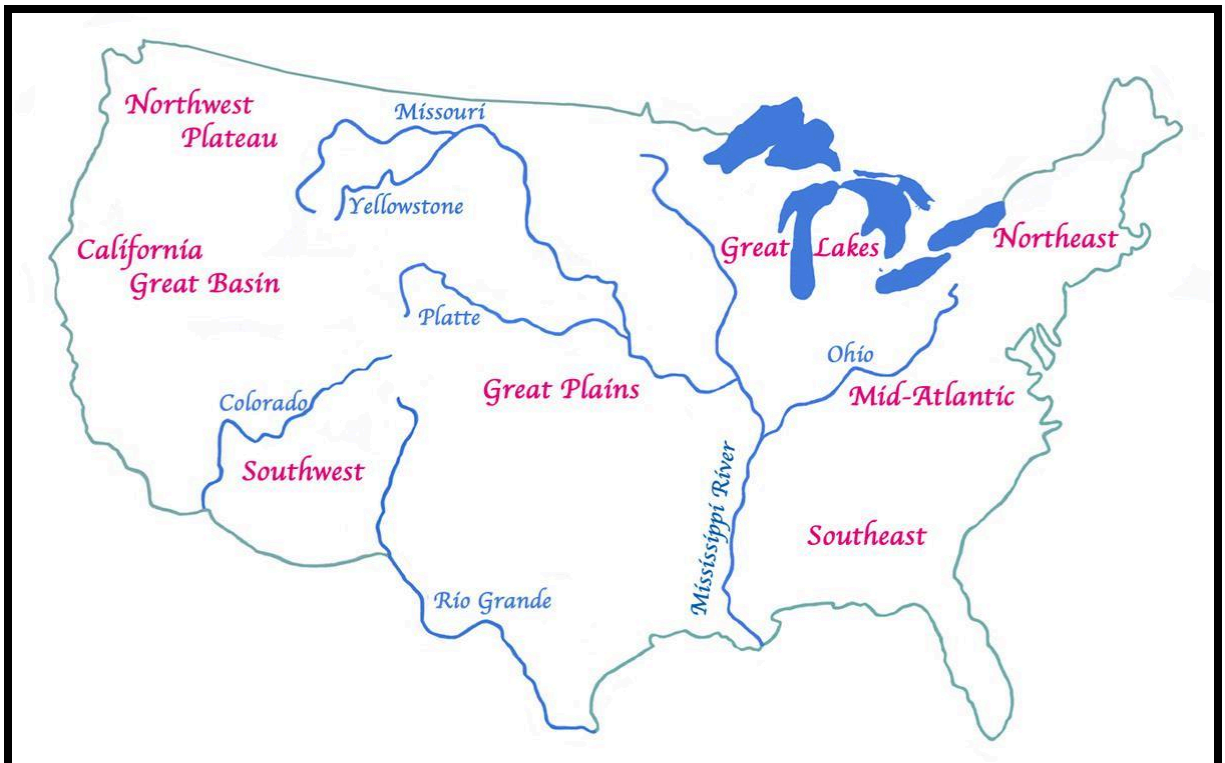 Northwest
Plateau
Missouri
Yellowstone
California
Great Basin
Great Lakes
Northeast
Platte
Ohio
Colorado
Great Plains
Mid-Atlantic
Southwest
Mississippi River
Southeast
Rio Grande